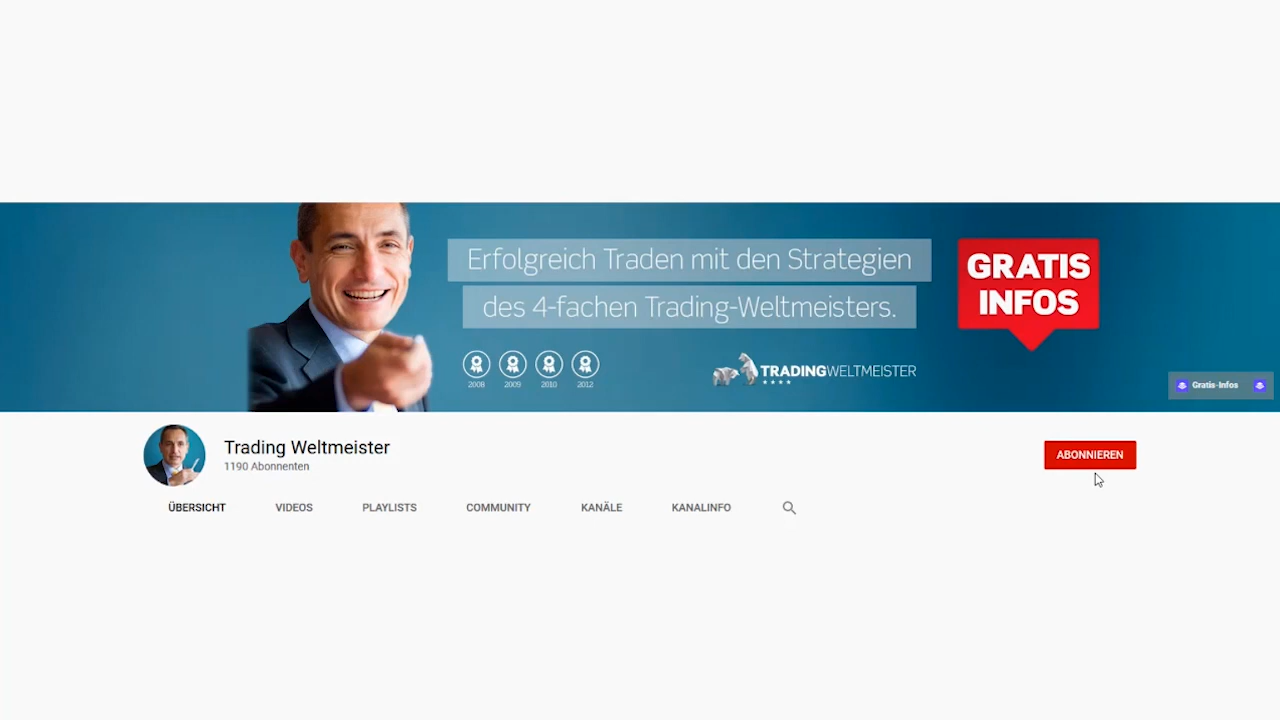 Erfolgreich Traden mit den Strategien
des 4-fachen Trading-Weltmeisters.
GRATIS
INFOS
2008 2009 2010 2012
TRADINGWELTMEISTER
Gratis-Infos
Trading Weltmeister
1190 Abonnenten
ABONNIEREN
ÜBERSICHT VIDEOS PLAYLISTS COMMUNITY KANÄLE KANALINFO